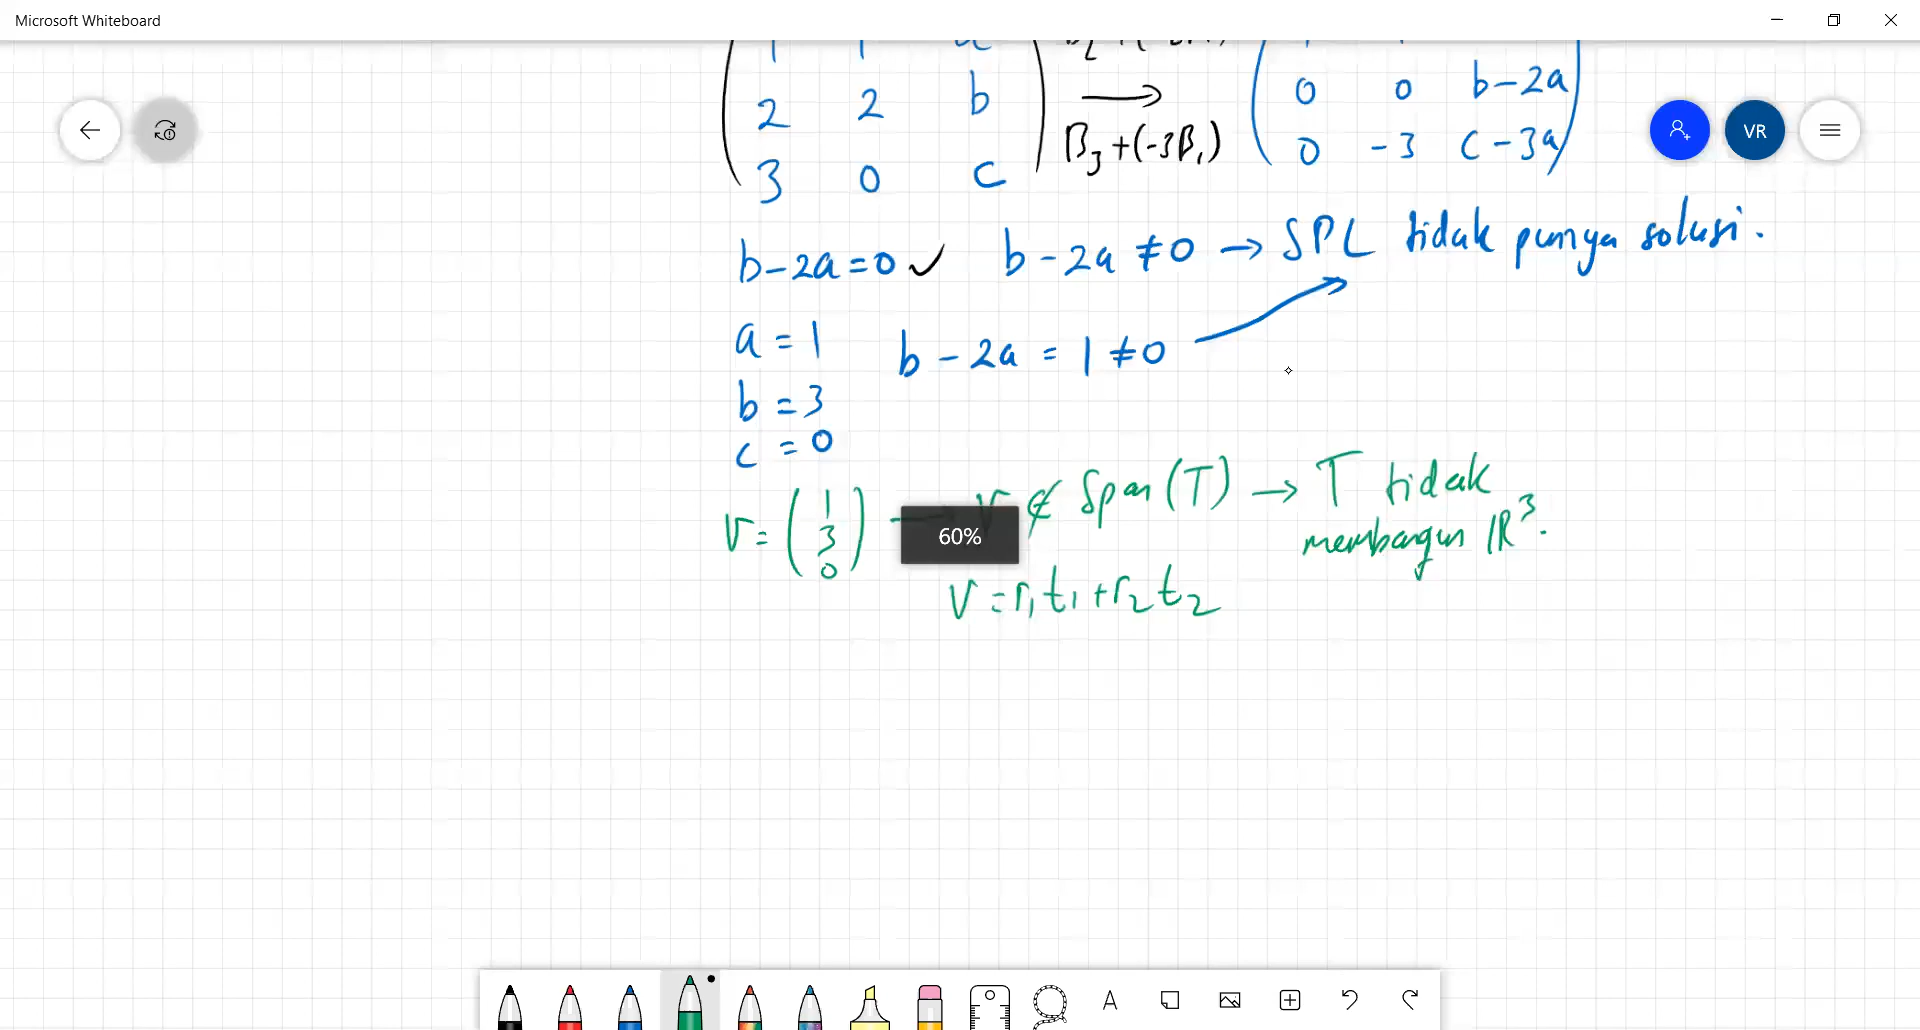 Microsoft Whiteboard
1 1 a
2 2 b
3 0 c
B₃+(-3B₁)
0 0 b-2a
0 -3 c-3a
VR
b-2a=0 ✓ b-2a ≠0 → SPL tidak punya solusi.
a = 1
b - 2a = 1 ≠0
b = 3
c = 0
V = (1 3 0) → V ∉ Span(T) → T tidak
membangun ℝ³.
60%
V = r₁t₁+r₂t₂
A